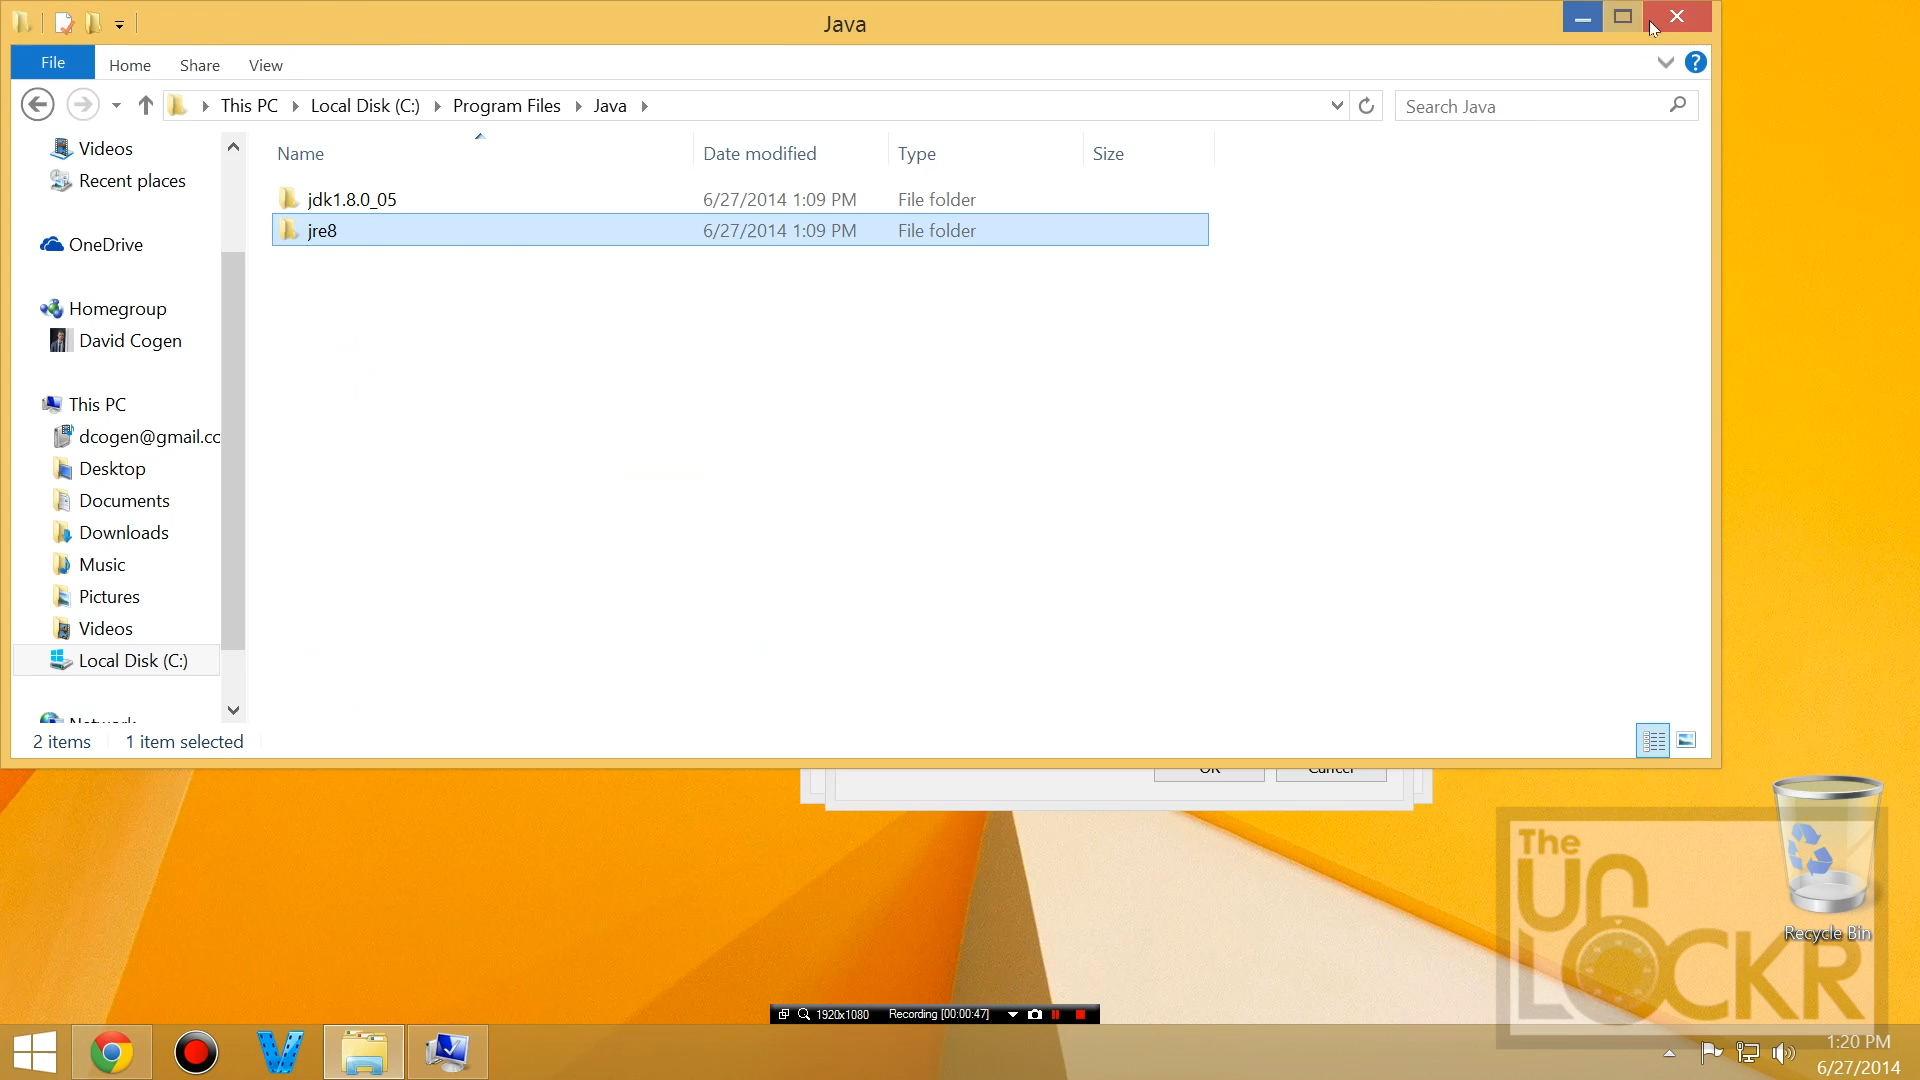 Java
File Home Share View
This PC Local Disk (C:) Program Files Java
Search Java
Videos
Recent places
OneDrive
Homegroup
David Cogen
This PC
dcogen@gmail.cc
Desktop
Documents
Downloads
Music
Pictures
Videos
Local Disk (C:)
Network
Name Date modified Type Size
jdk1.8.0_05 6/27/2014 1:09 PM File folder
jre8 6/27/2014 1:09 PM File folder
2 items 1 item selected
OK Cancel
The
UNLOCKR
Recycle Bin
1920x1080 Recording [00:00:47]
1:20 PM
6/27/2014